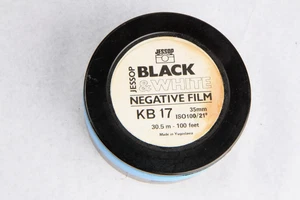 JESSOP
JESSOP
BLACK
&WHITE
NEGATIVE FILM
KB 17
35mm
ISO100/21°
30.5 m - 100 feet
Made in Yugoslavia